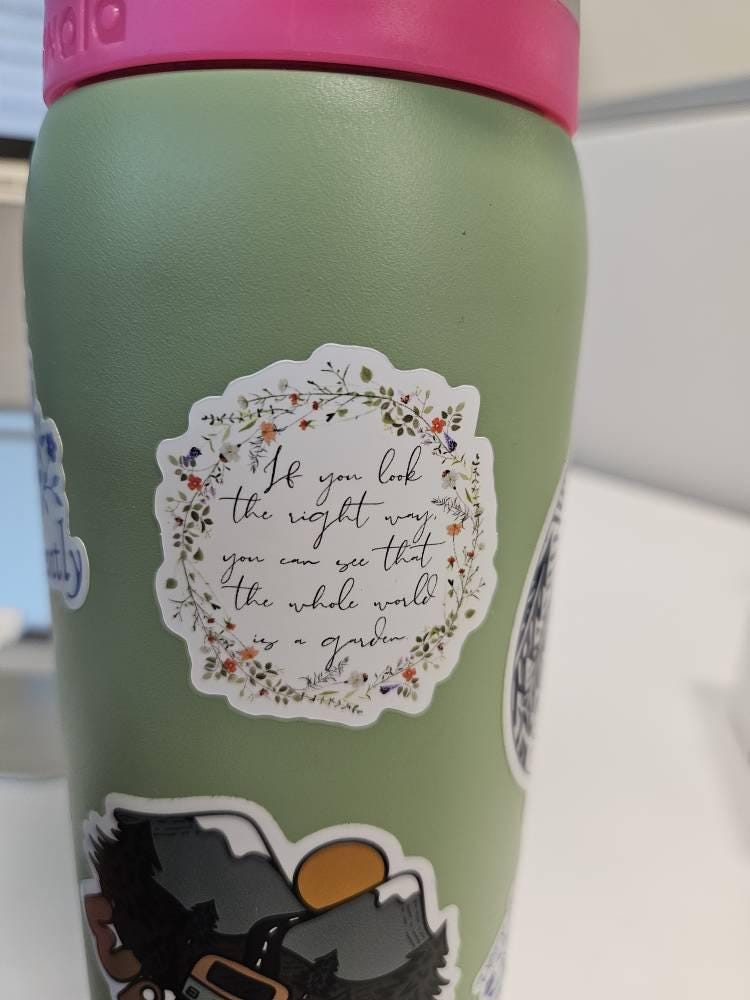 If you look
the right way,
you can see that
the whole world
is a garden